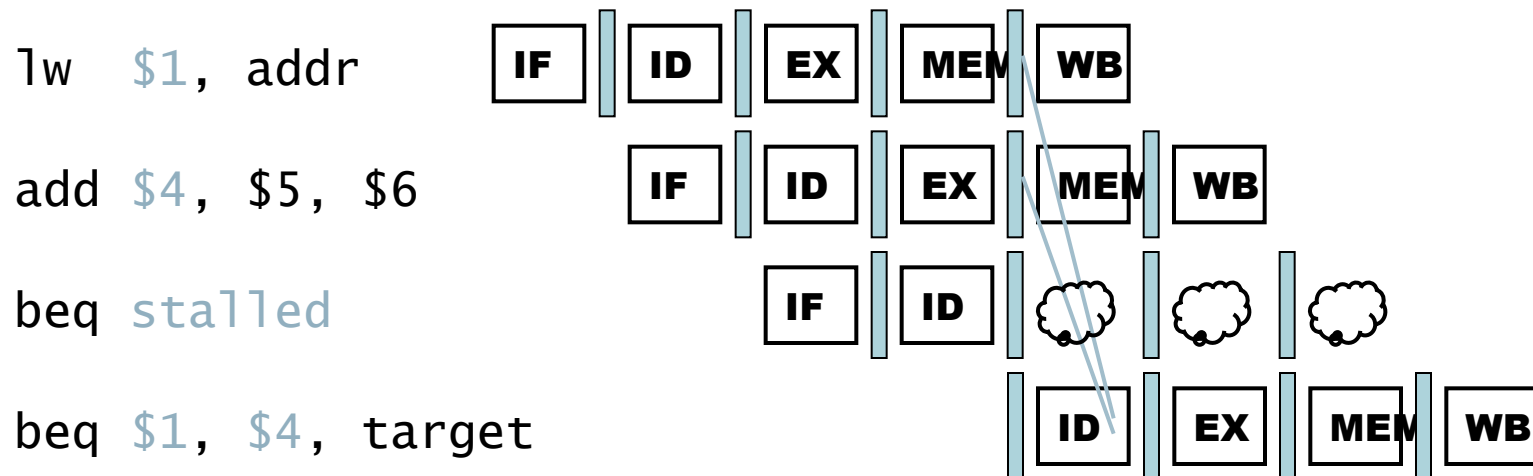 lw $1, addr IF ID EX MEM WB
add $4, $5, $6 IF ID EX MEM WB
beq stalled IF ID
beq $1, $4, target ID EX MEM WB